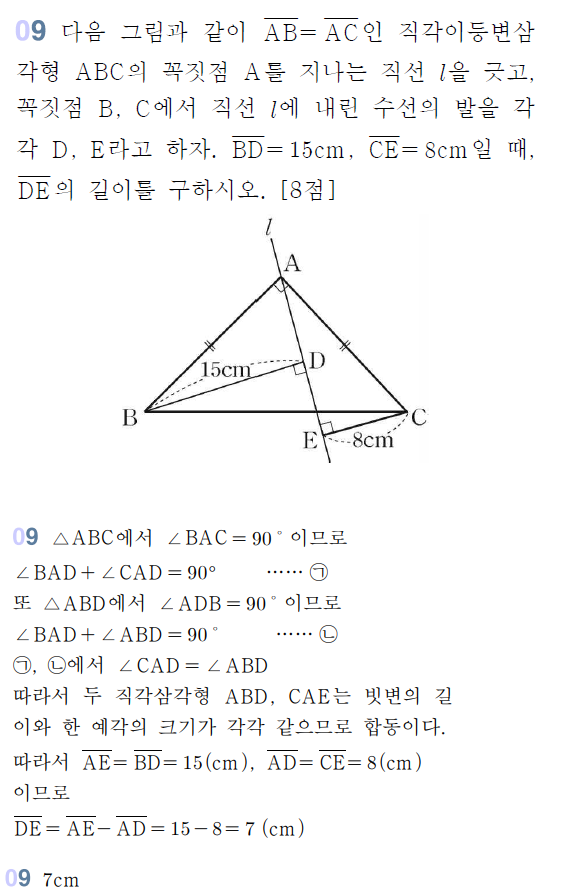 09 다음 그림과 같이 AB=AC인 직각이등변삼
각형 ABC의 꼭짓점 A를 지나는 직선 l을 긋고,
꼭짓점 B, C에서 직선 l에 내린 수선의 발을 각
각 D, E라고 하자. BD=15cm, CE=8cm일 때,
DE의 길이를 구하시오. [8점]
l
A
15cm
D
B
C
E
8cm
09 △ABC에서 ∠BAC=90°이므로
∠BAD+∠CAD=90° …… ㉠
또 △ABD에서 ∠ADB=90°이므로
∠BAD+∠ABD=90° …… ㉡
㉠, ㉡에서 ∠CAD=∠ABD
따라서 두 직각삼각형 ABD, CAE는 빗변의 길
이와 한 예각의 크기가 각각 같으므로 합동이다.
따라서 AE=BD=15(cm), AD=CE=8(cm)
이므로
DE=AE-AD=15-8=7 (cm)
09 7cm